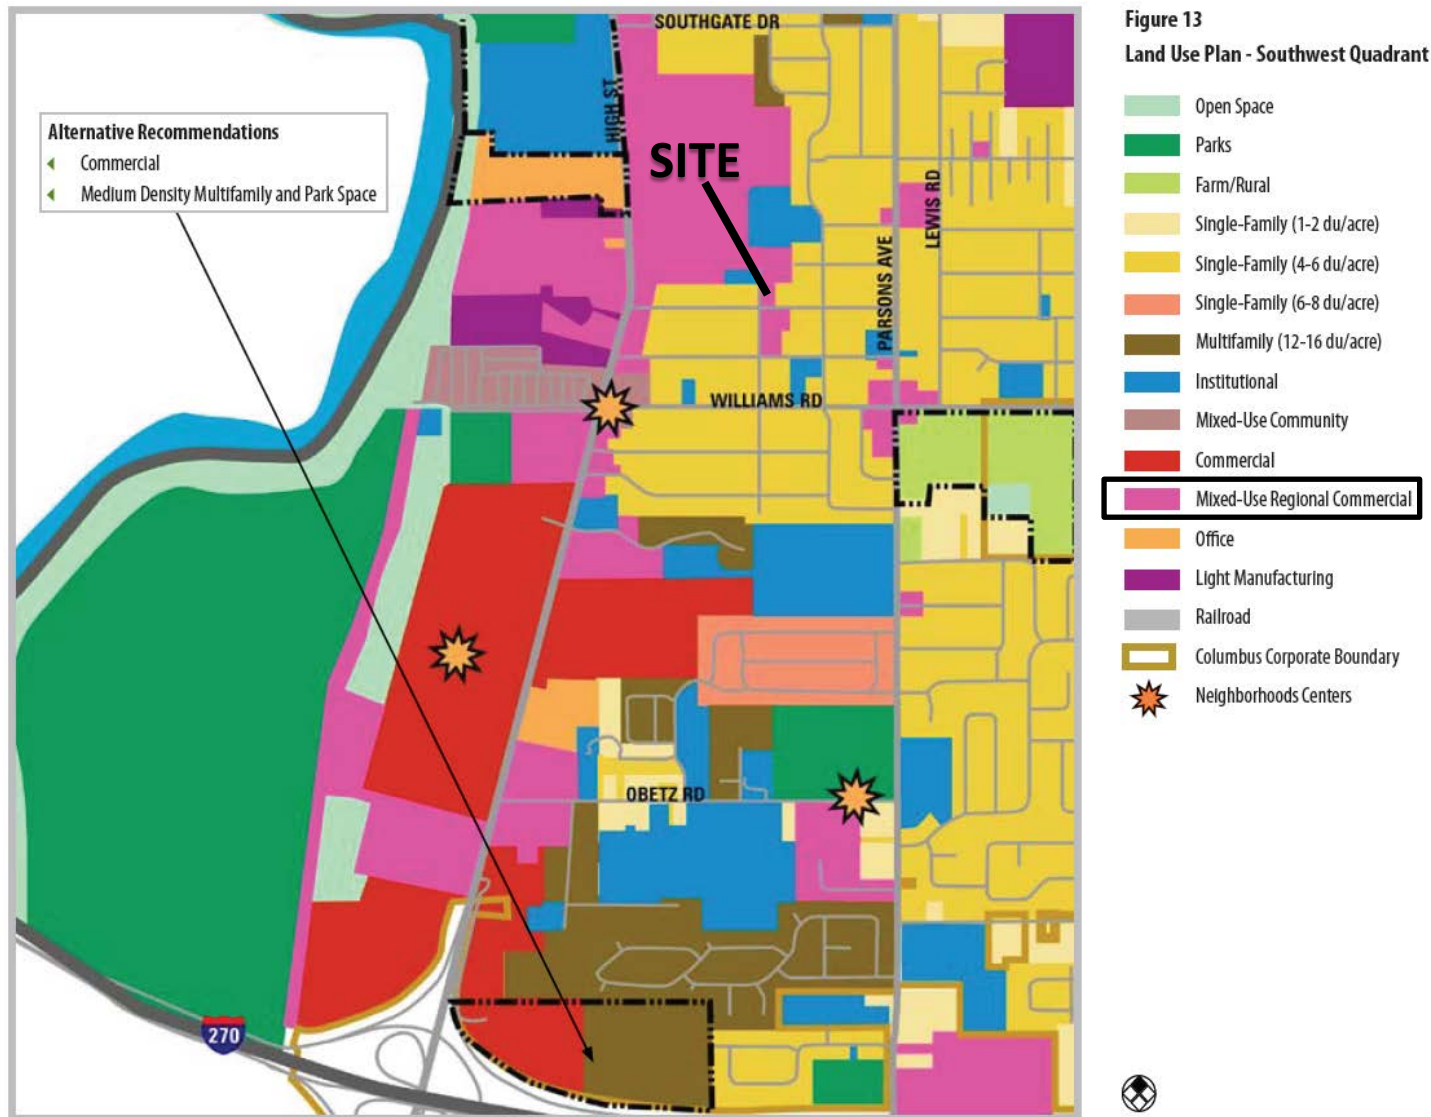 Figure 13
Land Use Plan - Southwest Quadrant
Open Space
Parks
Farm/Rural
Single-Family (1-2 du/acre)
Single-Family (4-6 du/acre)
Single-Family (6-8 du/acre)
Multifamily (12-16 du/acre)
Institutional
Mixed-Use Community
Commercial
Mixed-Use Regional Commercial
Office
Light Manufacturing
Railroad
Columbus Corporate Boundary
Neighborhoods Centers
Alternative Recommendations
Commercial
Medium Density Multifamily and Park Space
SOUTHGATE DR
HIGH ST
SITE
LEWIS RD
PARSONS AVE
WILLIAMS RD
OBETZ RD
270